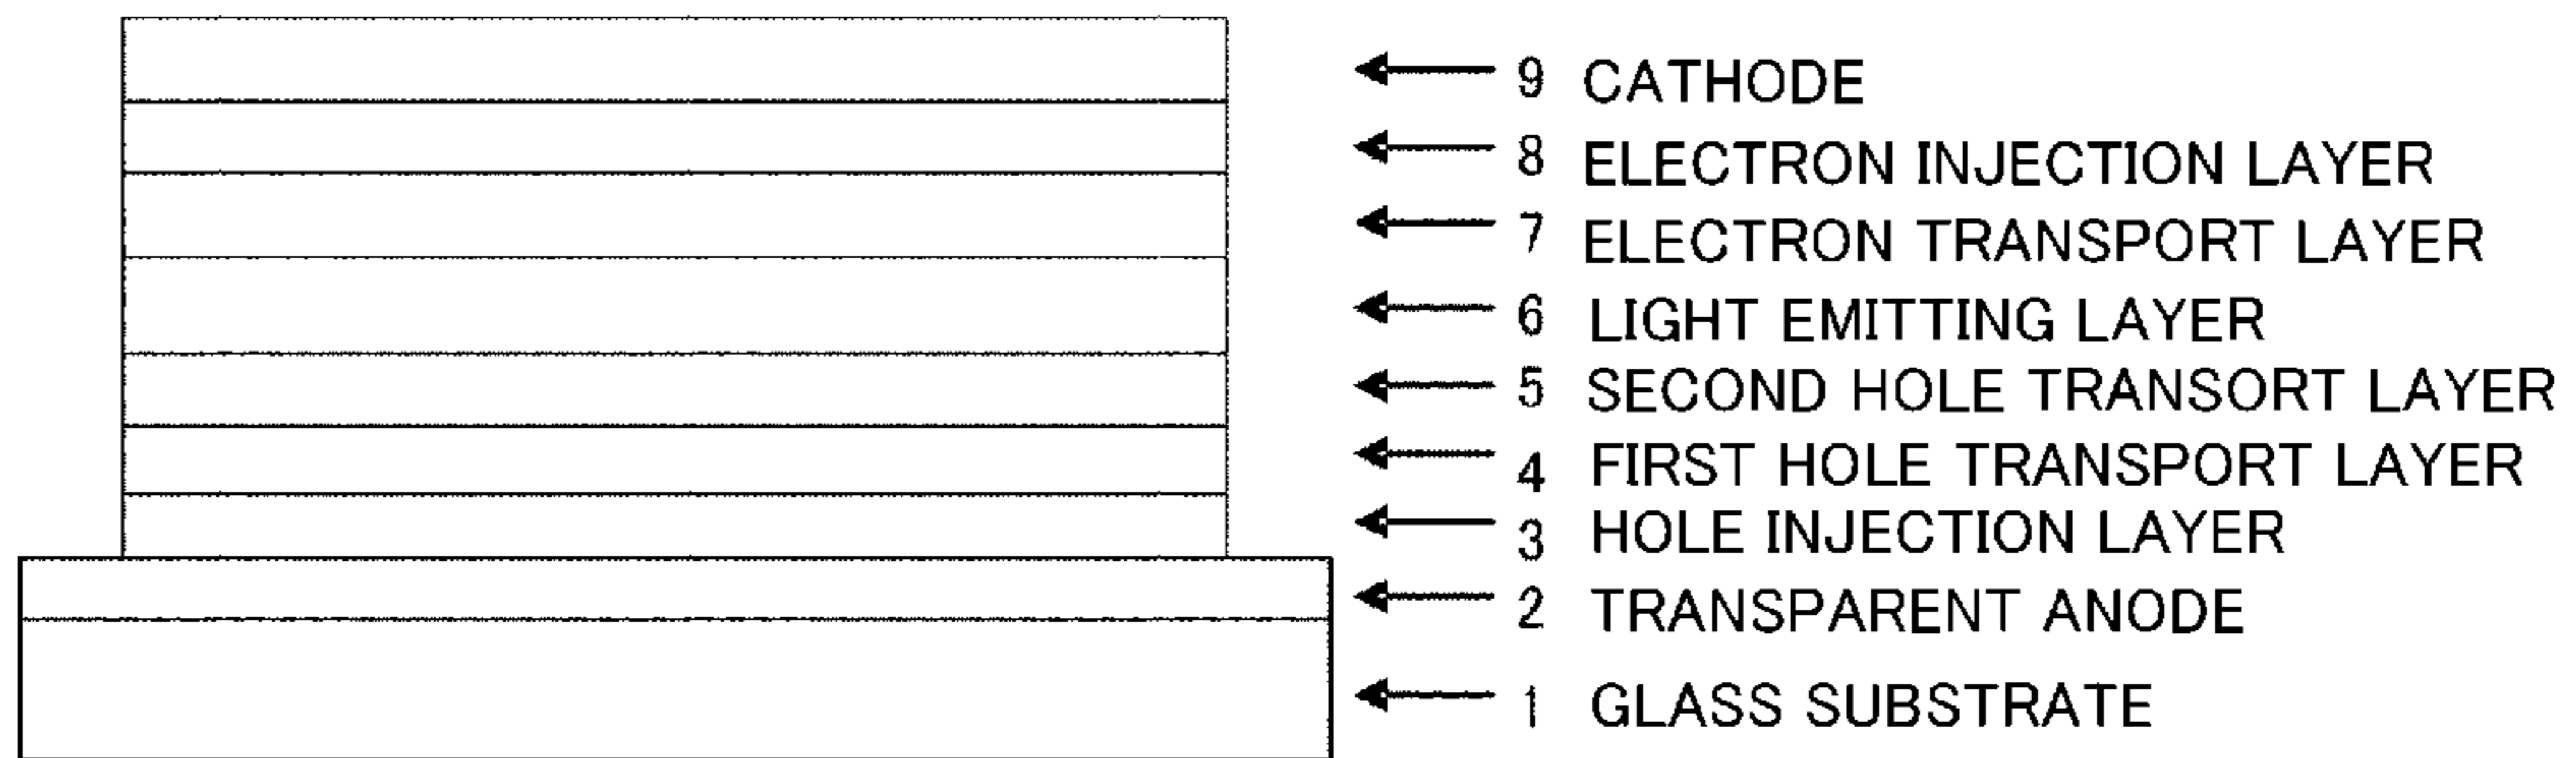 9 CATHODE
8 ELECTRON INJECTION LAYER
7 ELECTRON TRANSPORT LAYER
6 LIGHT EMITTING LAYER
5 SECOND HOLE TRANSORT LAYER
4 FIRST HOLE TRANSPORT LAYER
3 HOLE INJECTION LAYER
2 TRANSPARENT ANODE
1 GLASS SUBSTRATE